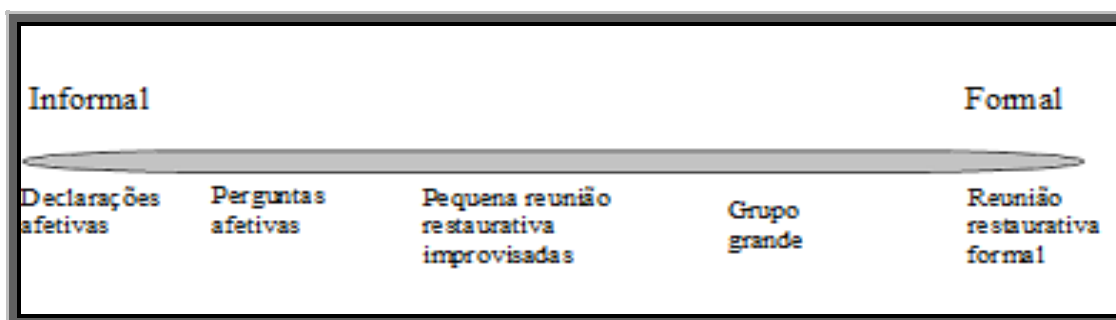 Informal
Formal
Declarações
afetivas
Perguntas
afetivas
Pequena reunião
restaurativa
improvisadas
Grupo
grande
Reunião
restaurativa
formal